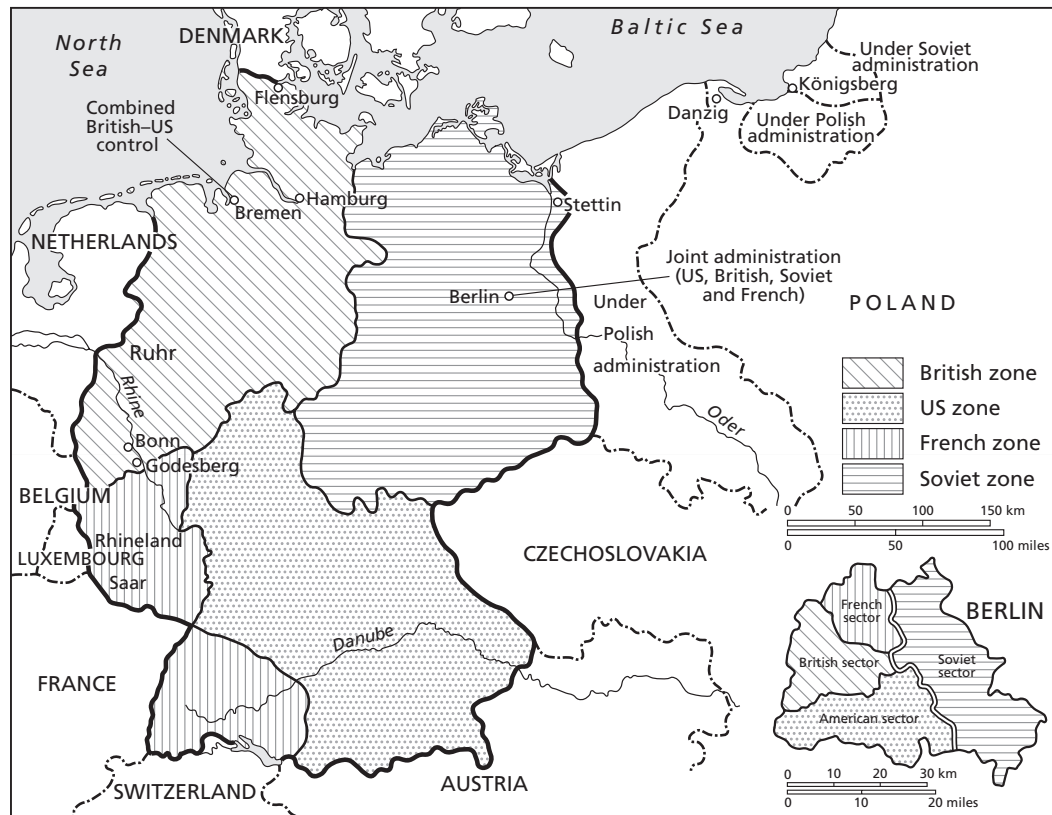 North
Sea
DENMARK
Baltic Sea
Under Soviet
administration
Königsberg
Flensburg
Danzig
Under Polish
administration
Combined
British–US
control
Hamburg
Bremen
Stettin
NETHERLANDS
Joint administration
(US, British, Soviet
and French)
Berlin
Under
Polish
administration
POLAND
Ruhr
Rhine
Oder
British zone
US zone
French zone
Soviet zone
Bonn
Godesberg
BELGIUM
0 50 100 150 km
0 50 100 miles
Rhineland
LUXEMBOURG
Saar
CZECHOSLOVAKIA
Danube
FRANCE
SWITZERLAND
AUSTRIA
BERLIN
French
sector
British sector
Soviet
sector
American sector
0 10 20 30 km
0 10 20 miles